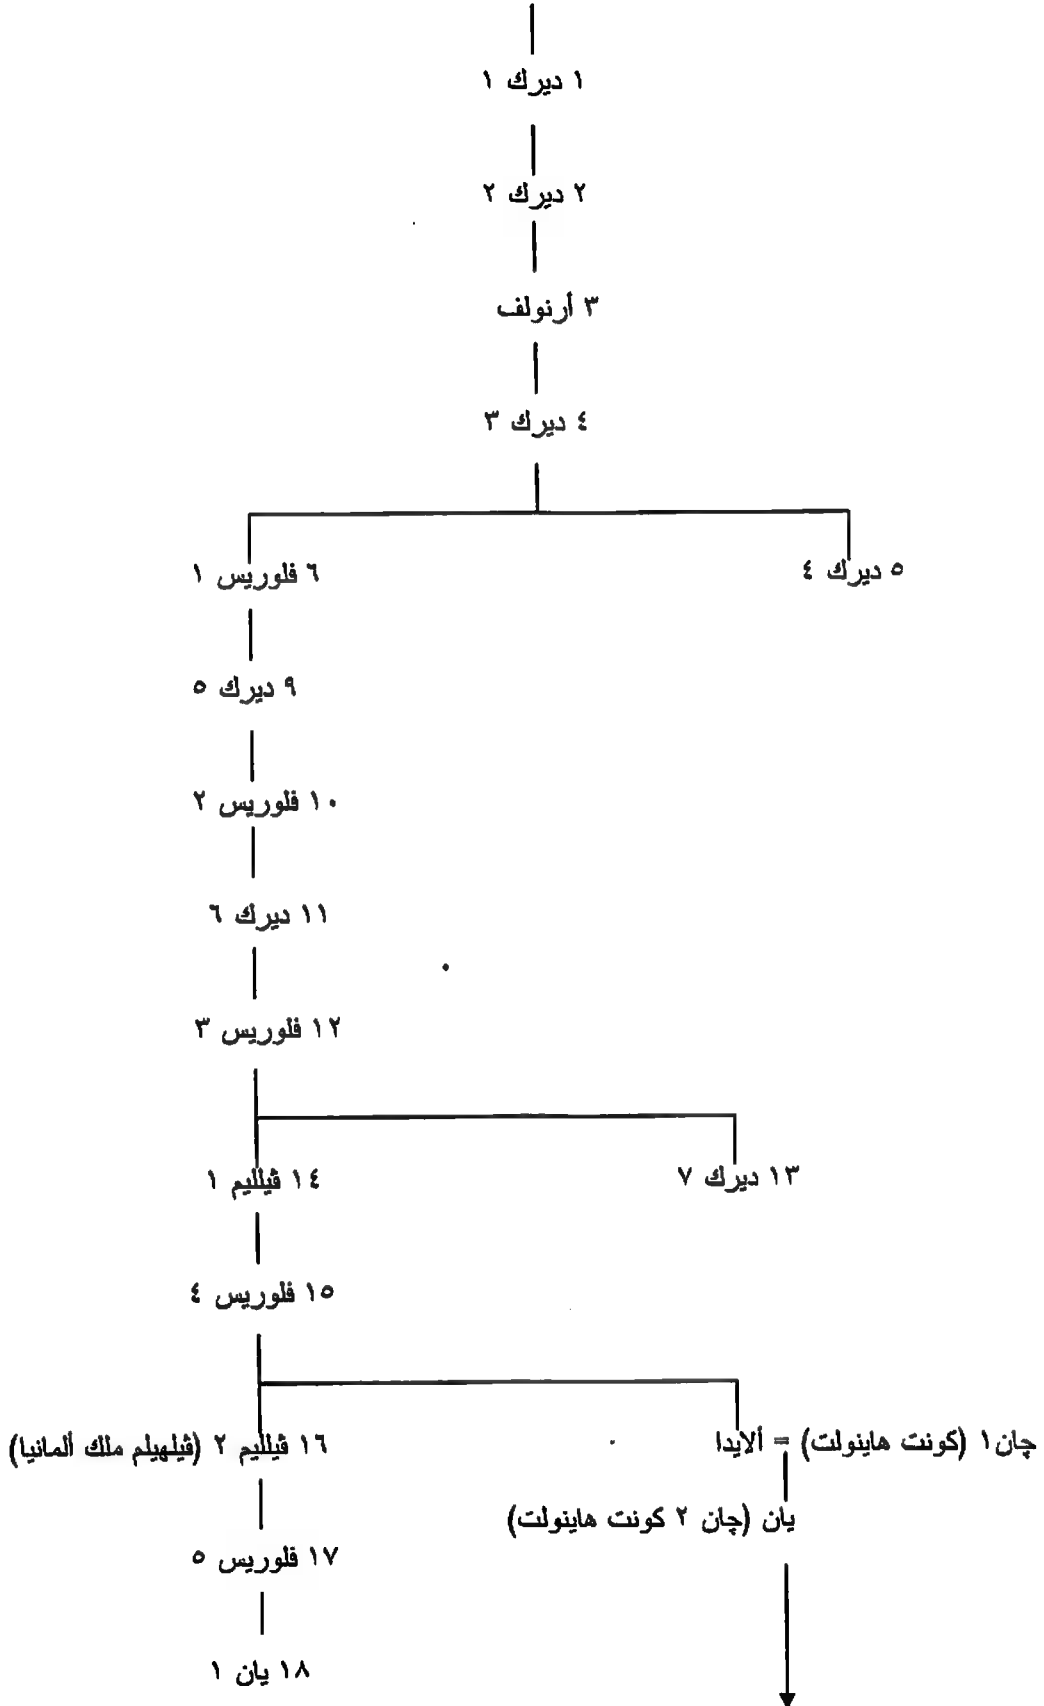 ١ ديرك ١
٢ ديرك ٢
٣ أرنولف
٤ ديرك ٣
٥ ديرك ٤
٦ فلوريس ١
٩ ديرك ٥
١٠ فلوريس ٢
١١ ديرك ٦
١٢ فلوريس ٣
١٣ ديرك ٧
١٤ ڤيلليم ١
١٥ فلوريس ٤
چان١ (كونت هاينولت) = ألايدا
١٦ ڤيلليم ٢ (ڤيلهيلم ملك ألمانيا)
يان (چان ٢ كونت هاينولت)
١٧ فلوريس ٥
١٨ يان ١